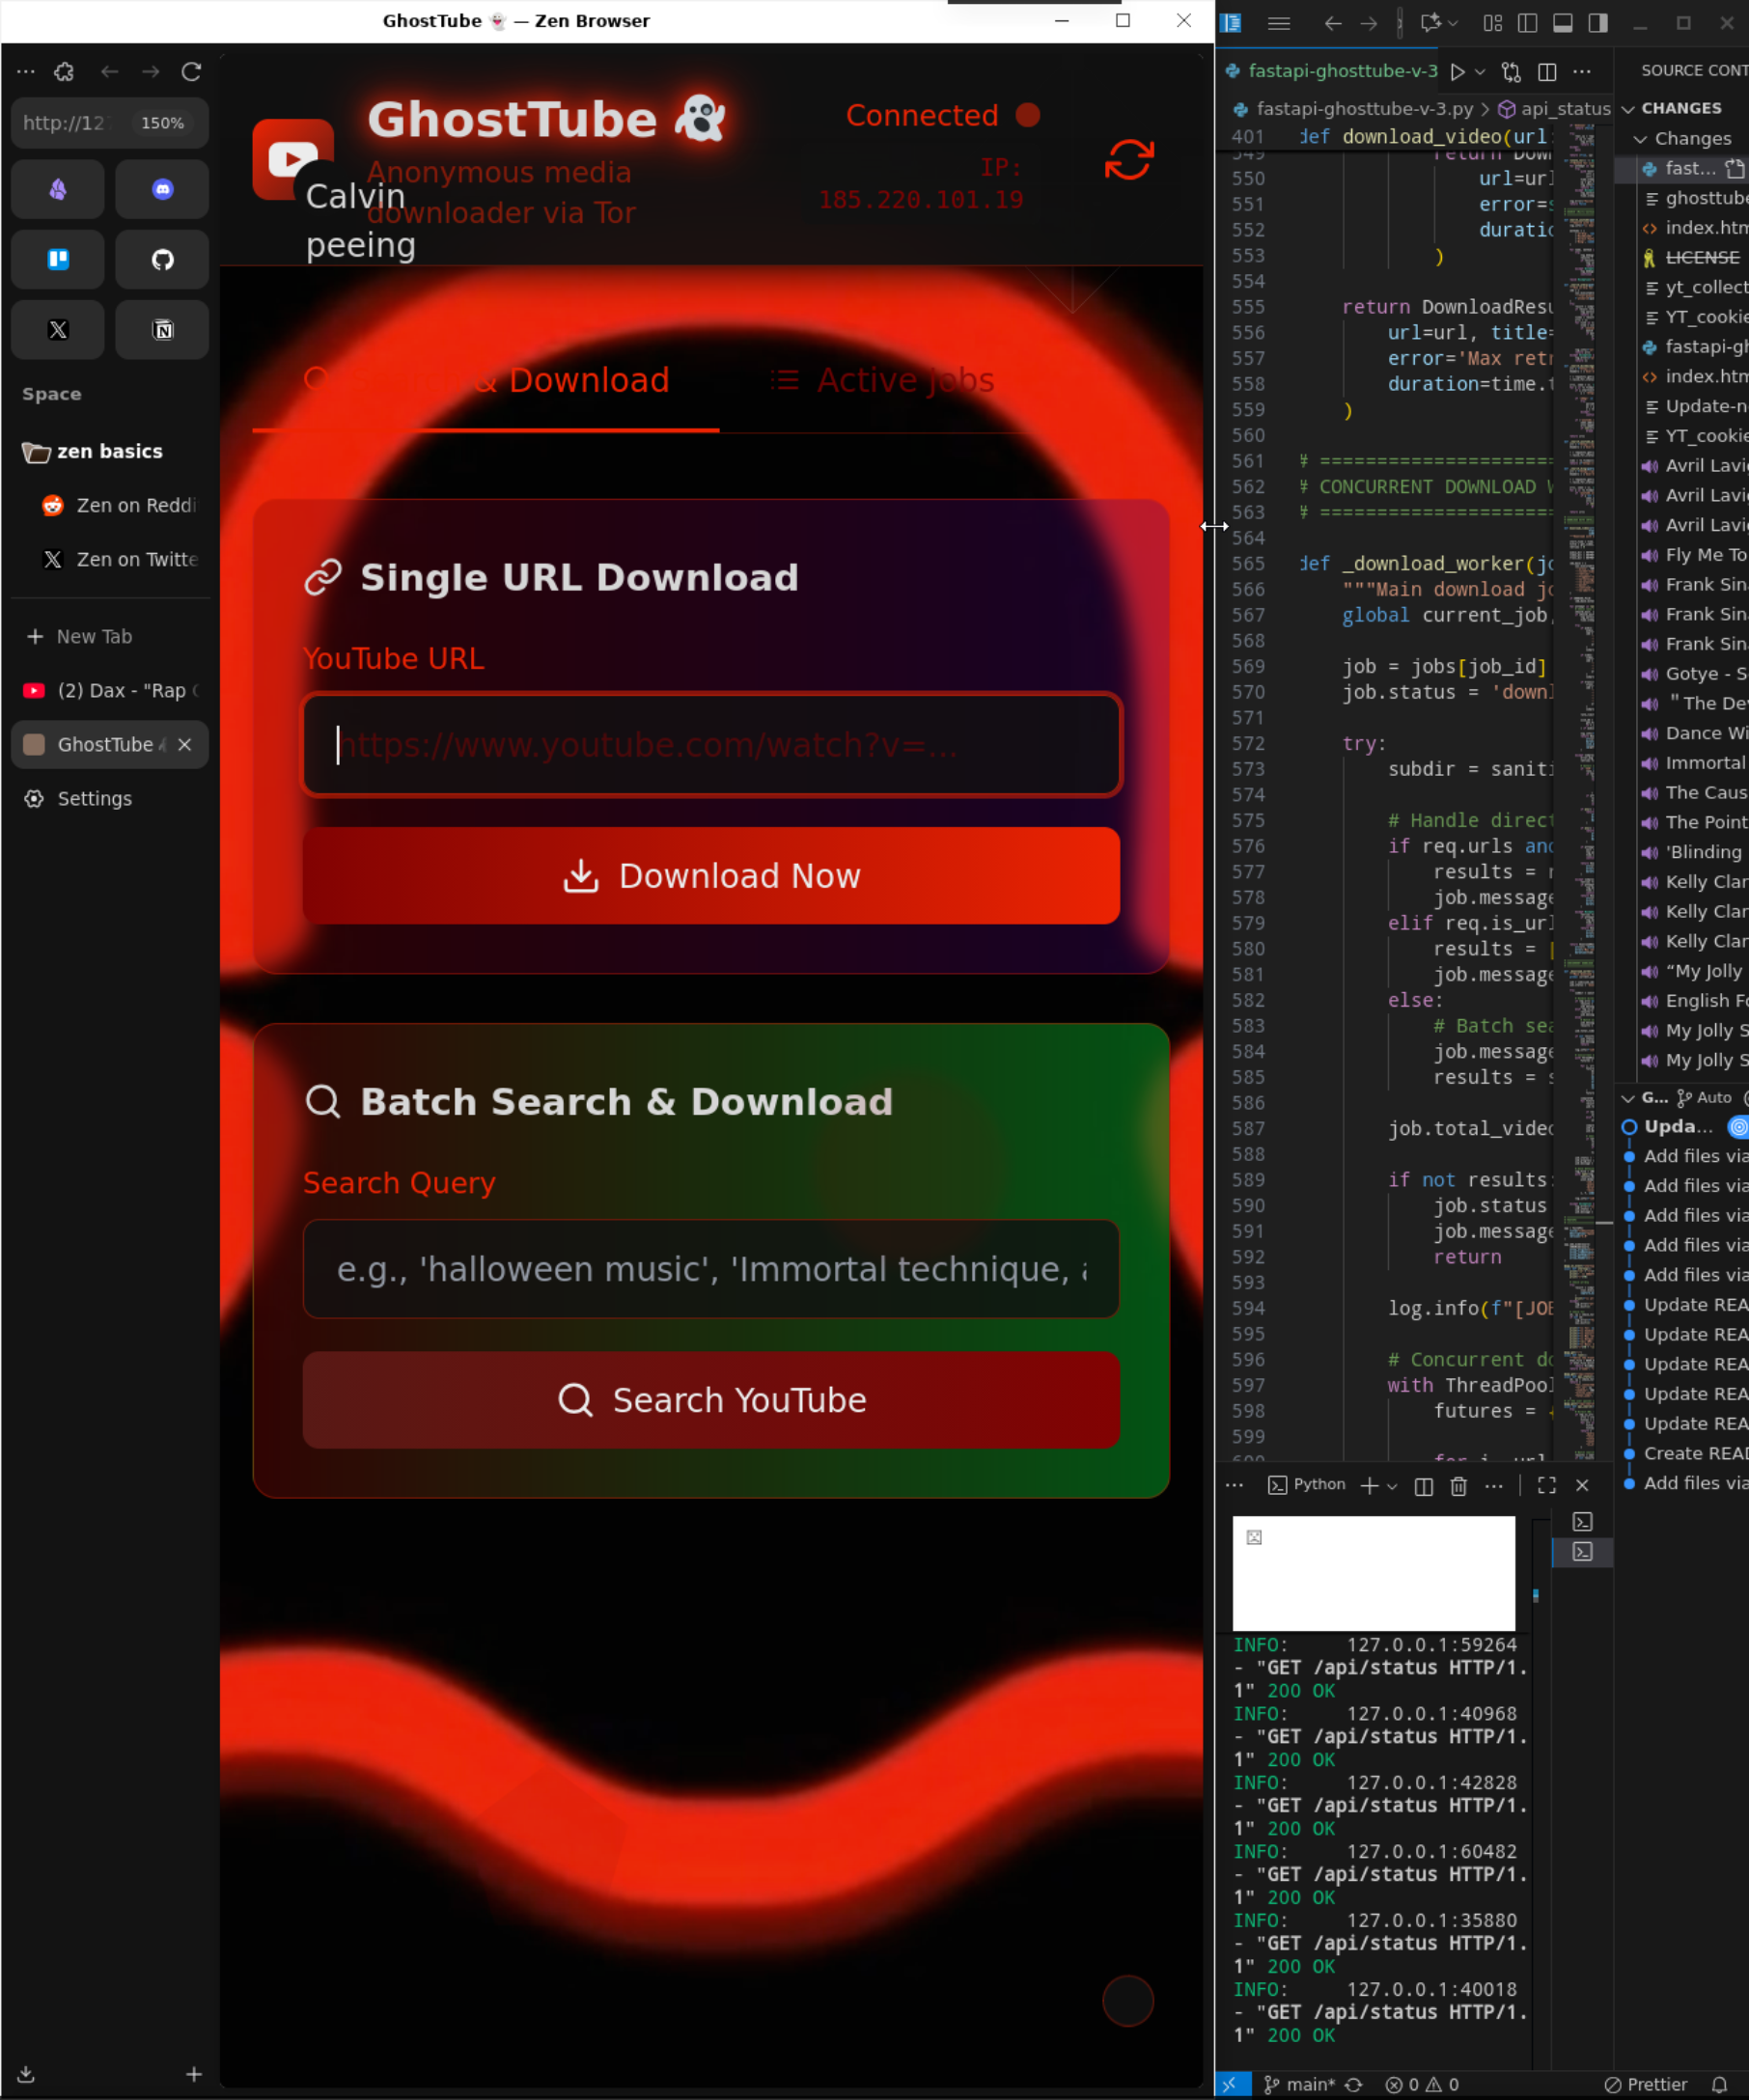 GhostTube 👻 — Zen Browser
http://12
150%
Space
zen basics
Zen on Reddi
Zen on Twitte
New Tab
(2) Dax - "Rap
GhostTube
Settings
GhostTube 👻
Anonymous media
downloader via Tor
Calvin
peeing
Connected
IP:
185.220.101.19
& Download
Active Jobs
Single URL Download
YouTube URL
https://www.youtube.com/watch?v=...
Download Now
Batch Search & Download
Search Query
e.g., 'halloween music', 'Immortal technique, a
Search YouTube
fastapi-ghosttube-v-3
fastapi-ghosttube-v-3.py > api_status
401 def download_video(url:
549 return Down
550 url=url
551 error=s
552 duratio
553 )
554
555 return DownloadResu
556 url=url, title=
557 error='Max retr
558 duration=time.t
559 )
560
561 # ======================
562 # CONCURRENT DOWNLOAD W
563 # ======================
564
565 def _download_worker(jo
566 """Main download jo
567 global current_job,
568
569 job = jobs[job_id]
570 job.status = 'downl
571
572 try:
573 subdir = saniti
574
575 # Handle direct
576 if req.urls and
577 results = r
578 job.message
579 elif req.is_url
580 results = [
581 job.message
582 else:
583 # Batch sea
584 job.message
585 results = s
586
587 job.total_video
588
589 if not results:
590 job.status
591 job.message
592 return
593
594 log.info(f"[JOB
595
596 # Concurrent do
597 with ThreadPool
598 futures = {
599
600 for i, url
Python
INFO: 127.0.0.1:59264
- "GET /api/status HTTP/1.
1" 200 OK
INFO: 127.0.0.1:40968
- "GET /api/status HTTP/1.
1" 200 OK
INFO: 127.0.0.1:42828
- "GET /api/status HTTP/1.
1" 200 OK
INFO: 127.0.0.1:60482
- "GET /api/status HTTP/1.
1" 200 OK
INFO: 127.0.0.1:35880
- "GET /api/status HTTP/1.
1" 200 OK
INFO: 127.0.0.1:40018
- "GET /api/status HTTP/1.
1" 200 OK
SOURCE CONT
CHANGES
Changes
fast...
ghosttube
index.htm
LICENSE
yt_collect
YT_cookie
fastapi-gh
index.htm
Update-n
YT_cookie
Avril Lavi
Avril Lavi
Avril Lavi
Fly Me To
Frank Sin
Frank Sin
Frank Sin
Gotye - S
"The De
Dance Wi
Immortal
The Caus
The Point
'Blinding
Kelly Clar
Kelly Clar
Kelly Clar
“My Jolly
English Fo
My Jolly S
My Jolly S
G... Auto
Upda...
Add files via
Add files via
Add files via
Add files via
Add files via
Update REA
Update REA
Update REA
Update REA
Update REA
Create READ
Add files via
main*
0 0
Prettier